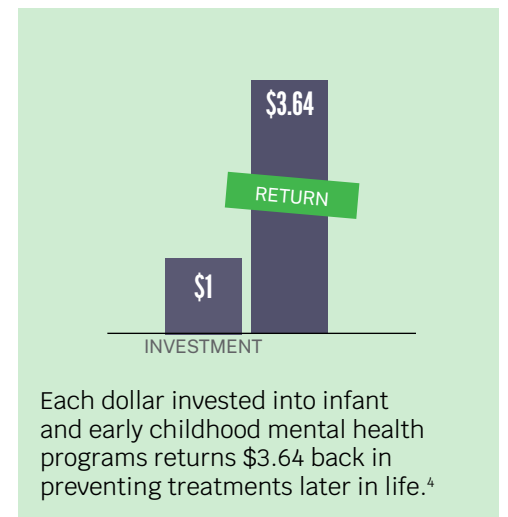 $3.64
RETURN
$1
INVESTMENT
Each dollar invested into infant
and early childhood mental health
programs returns $3.64 back in
preventing treatments later in life.⁴